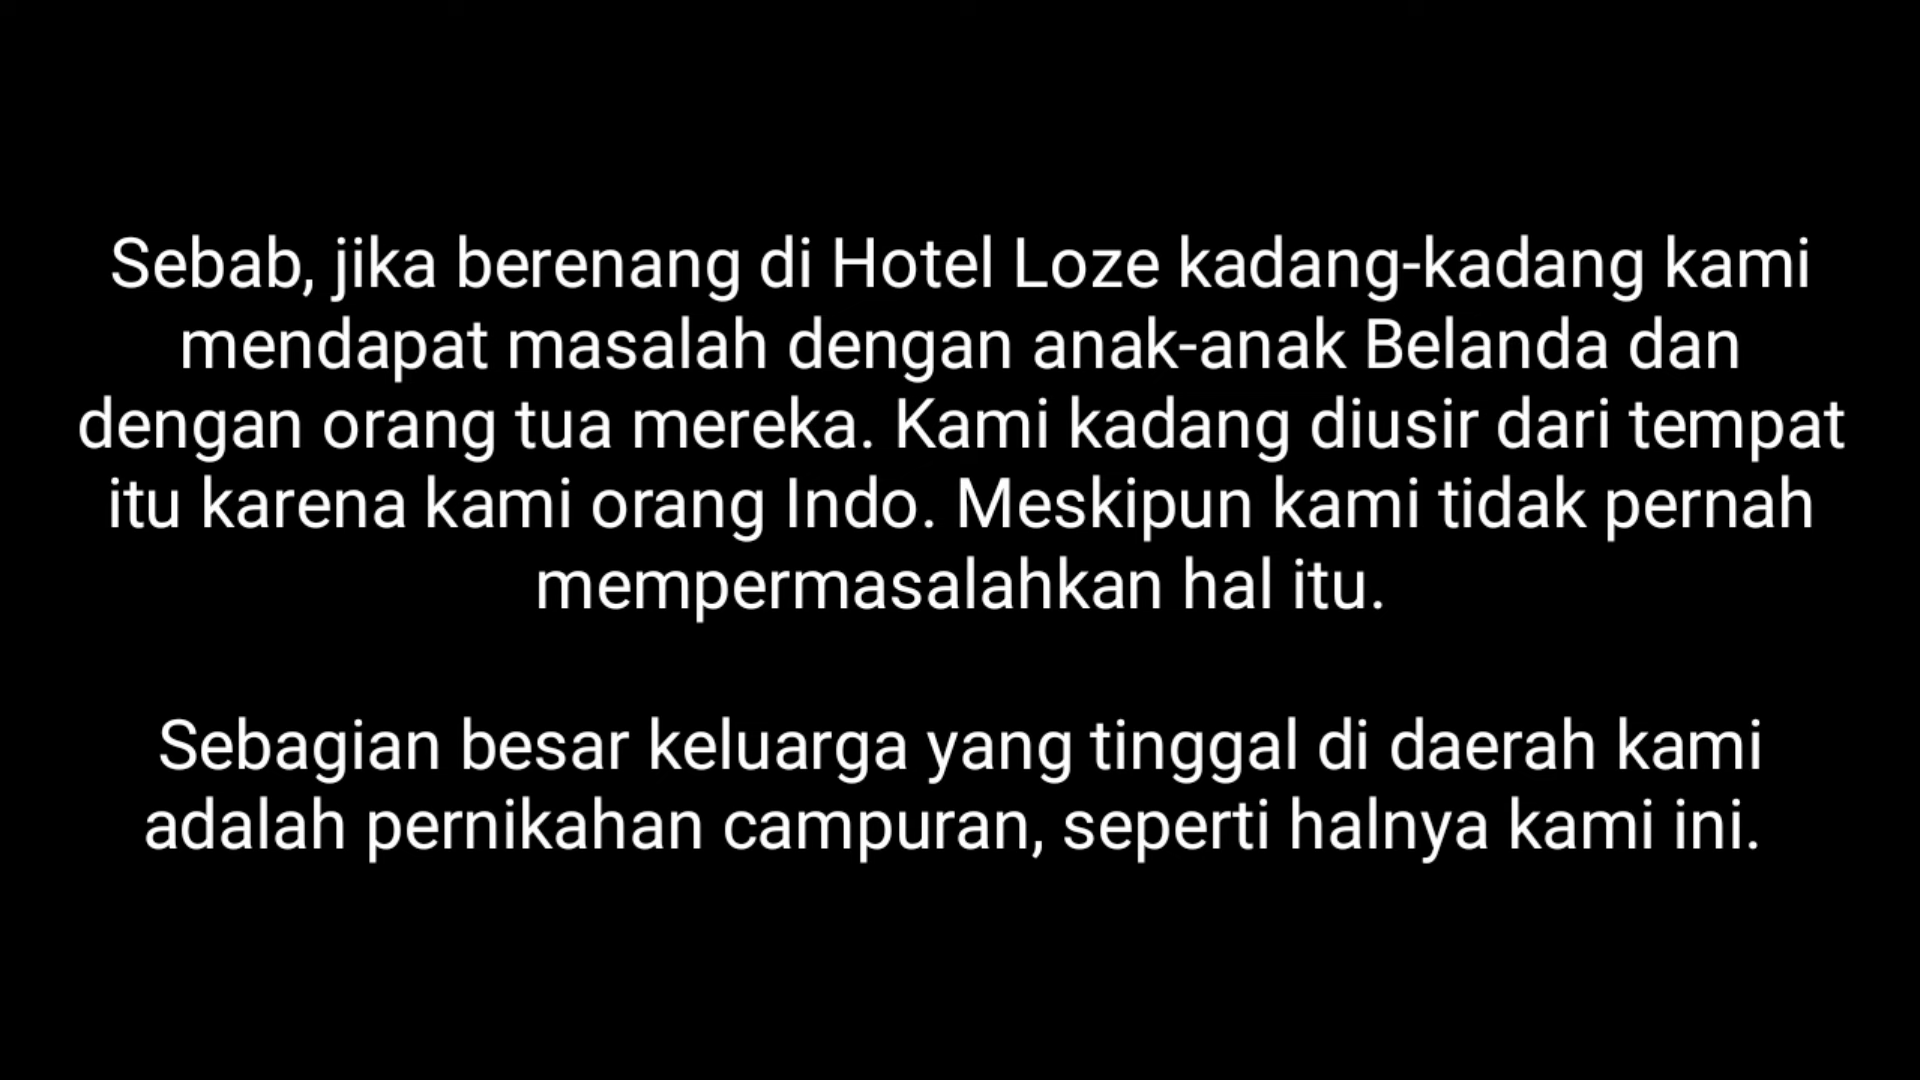 Sebab, jika berenang di Hotel Loze kadang-kadang kami
mendapat masalah dengan anak-anak Belanda dan
dengan orang tua mereka. Kami kadang diusir dari tempat
itu karena kami orang Indo. Meskipun kami tidak pernah
mempermasalahkan hal itu.
Sebagian besar keluarga yang tinggal di daerah kami
adalah pernikahan campuran, seperti halnya kami ini.